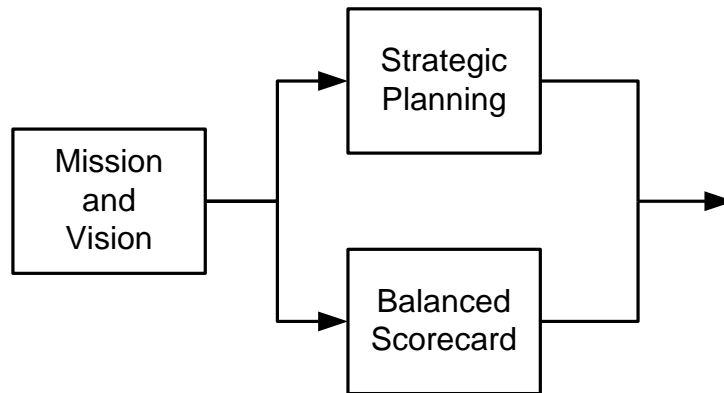 Strategic
Planning
Mission
and
Vision
Balanced
Scorecard